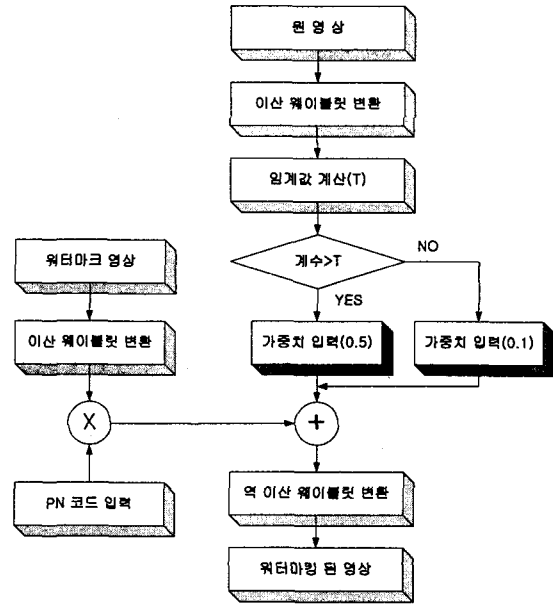 원 영 상
이산 웨이블릿 변환
임계값 계산(T)
계수>T
NO
YES
가중치 입력(0.5)
가중치 입력(0.1)
워터마크 영상
이산 웨이블릿 변환
X
+
PN 코드 입력
역 이산 웨이블릿 변환
워터마킹 된 영상